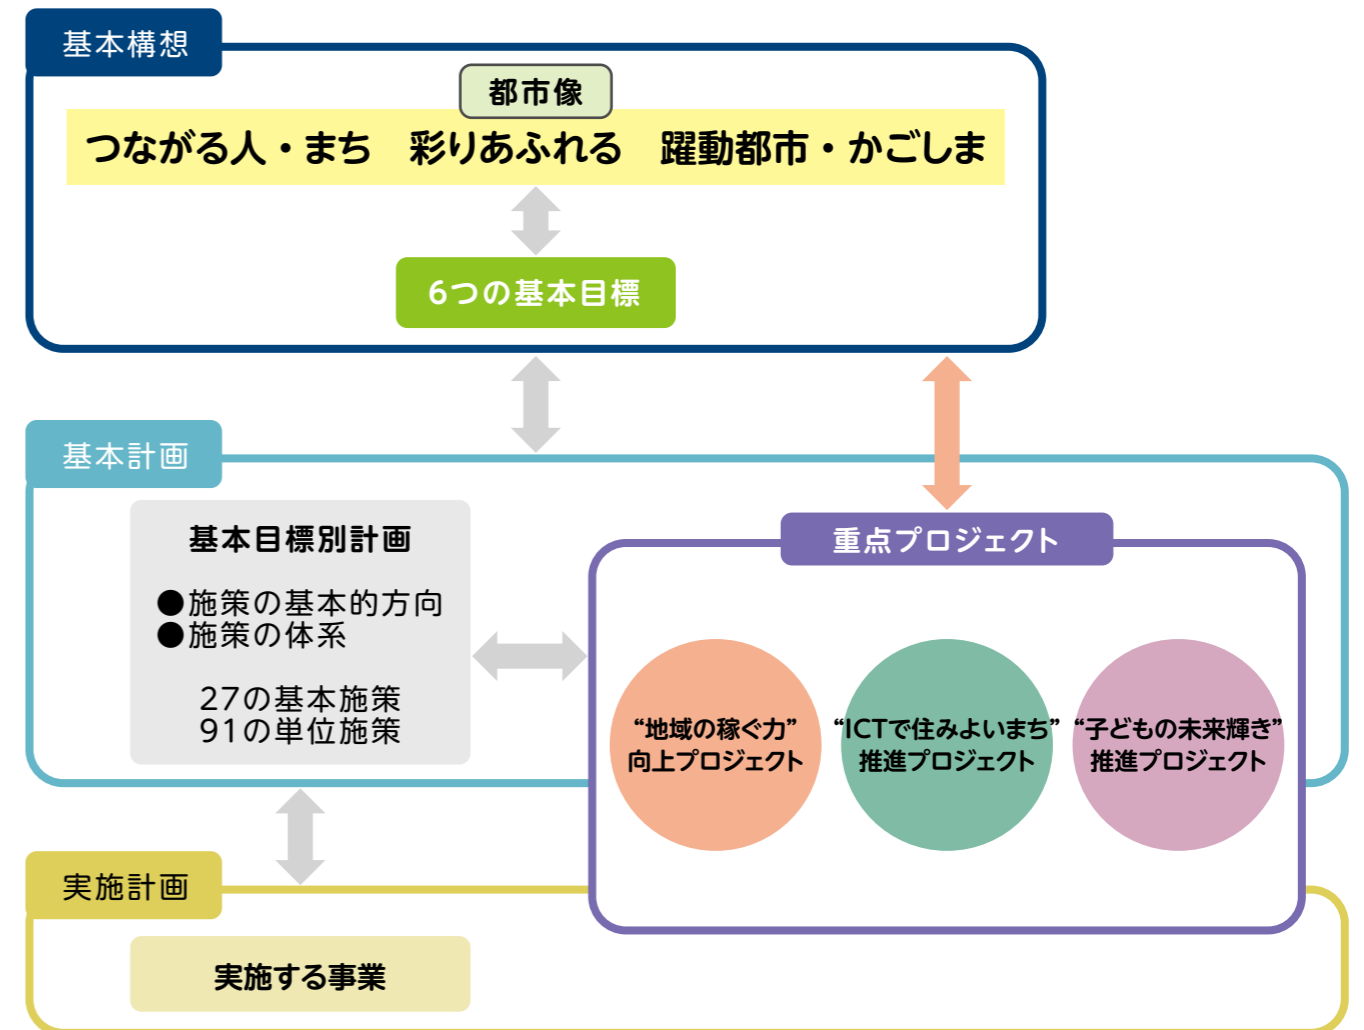 基本構想
都市像
つながる人・まち　彩りあふれる　躍動都市・かごしま
6つの基本目標
基本計画
基本目標別計画
●施策の基本的方向
●施策の体系
27の基本施策
91の単位施策
重点プロジェクト
“地域の稼ぐ力”
向上プロジェクト
“ICTで住みよいまち”
推進プロジェクト
“子どもの未来輝き”
推進プロジェクト
実施計画
実施する事業